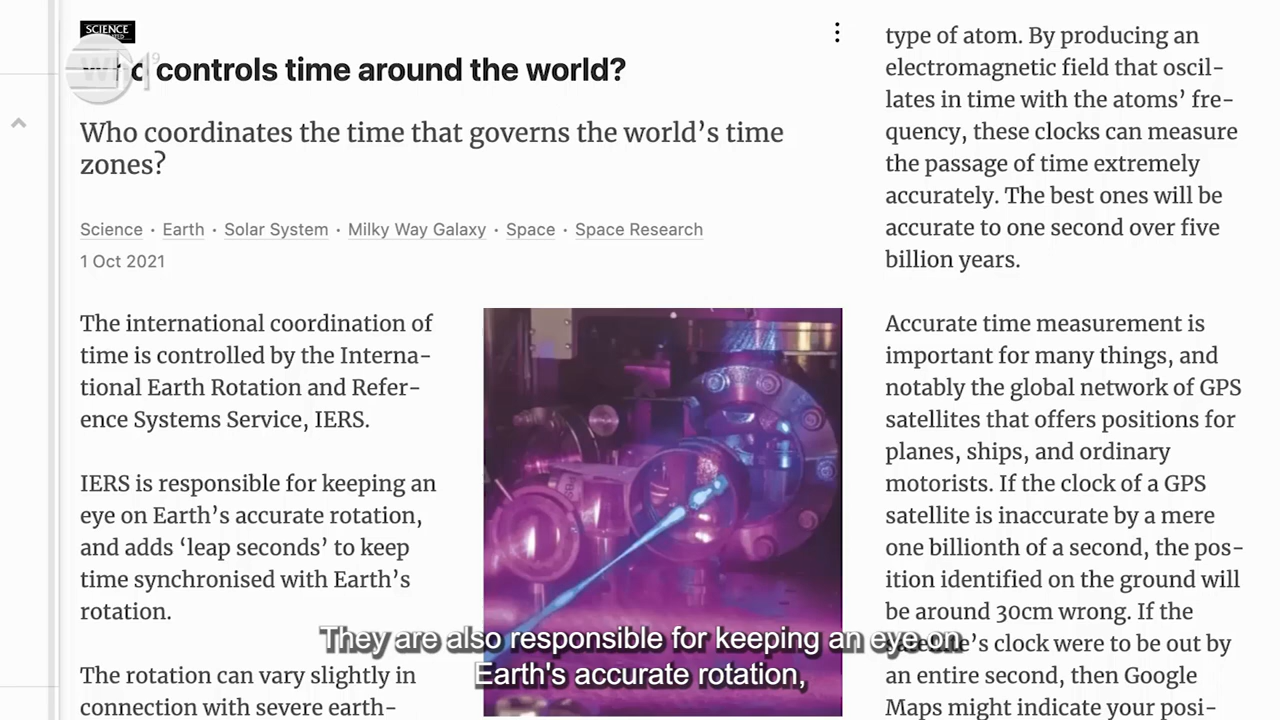 SCIENCE
Who controls time around the world?
Who coordinates the time that governs the world’s time
zones?
Science · Earth · Solar System · Milky Way Galaxy · Space · Space Research
1 Oct 2021
The international coordination of
time is controlled by the Interna-
tional Earth Rotation and Refer-
ence Systems Service, IERS.
IERS is responsible for keeping an
eye on Earth’s accurate rotation,
and adds ‘leap seconds’ to keep
time synchronised with Earth’s
rotation.
The rotation can vary slightly in
connection with severe earth-
type of atom. By producing an
electromagnetic field that oscil-
lates in time with the atoms’ fre-
quency, these clocks can measure
the passage of time extremely
accurately. The best ones will be
accurate to one second over five
billion years.
Accurate time measurement is
important for many things, and
notably the global network of GPS
satellites that offers positions for
planes, ships, and ordinary
motorists. If the clock of a GPS
satellite is inaccurate by a mere
one billionth of a second, the pos-
ition identified on the ground will
be around 30cm wrong. If the
satellite’s clock were to be out by
an entire second, then Google
Maps might indicate your posi-
They are also responsible for keeping an eye on
Earth's accurate rotation,